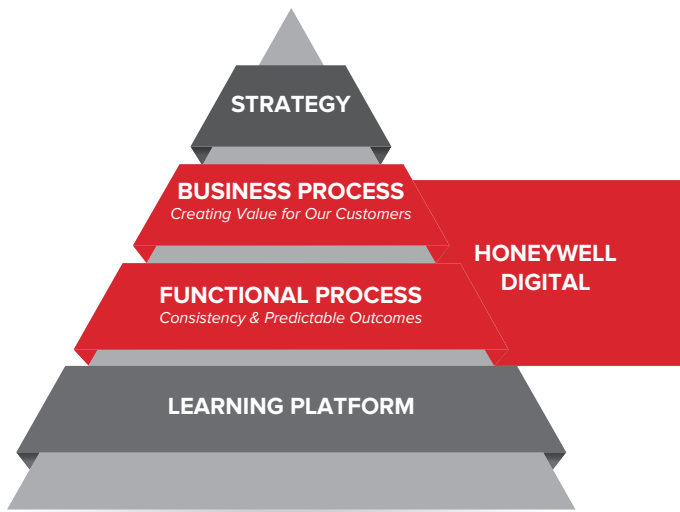 STRATEGY
BUSINESS PROCESS
Creating Value for Our Customers
HONEYWELL
DIGITAL
FUNCTIONAL PROCESS
Consistency & Predictable Outcomes
LEARNING PLATFORM